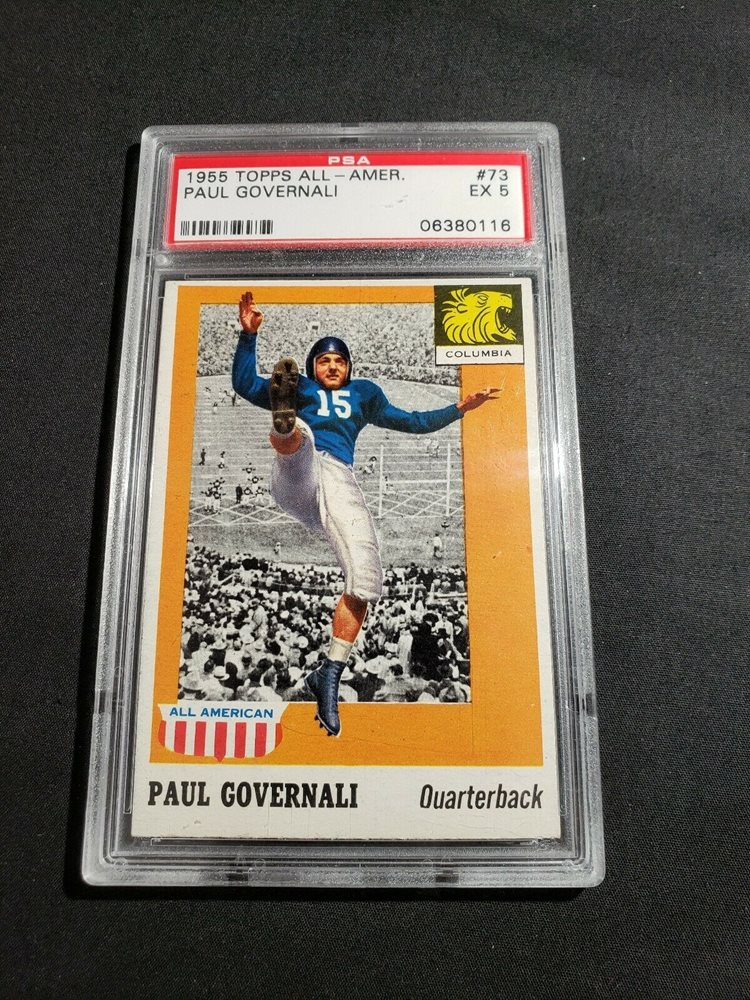 PSA
1955 TOPPS ALL-AMER. #73
PAUL GOVERNALI EX 5
06380116
COLUMBIA
15
ALL AMERICAN
PAUL GOVERNALI Quarterback